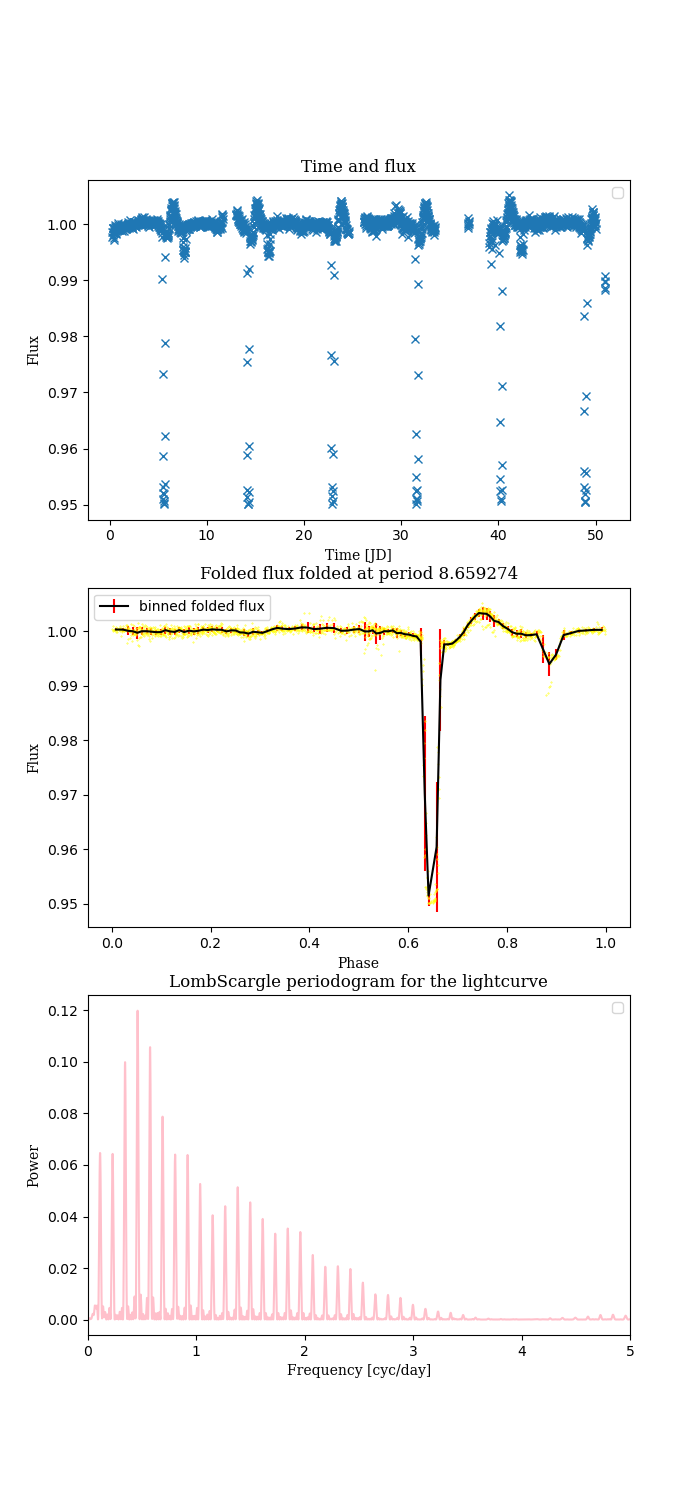 Time and flux
1.00
0.99
0.98
0.97
0.96
0.95
Flux
0 10 20 30 40 50
Time [JD]
Folded flux folded at period 8.659274
binned folded flux
1.00
0.99
0.98
0.97
0.96
0.95
Flux
0.0 0.2 0.4 0.6 0.8 1.0
Phase
LombScargle periodogram for the lightcurve
0.12
0.10
0.08
0.06
0.04
0.02
0.00
Power
0 1 2 3 4 5
Frequency [cyc/day]